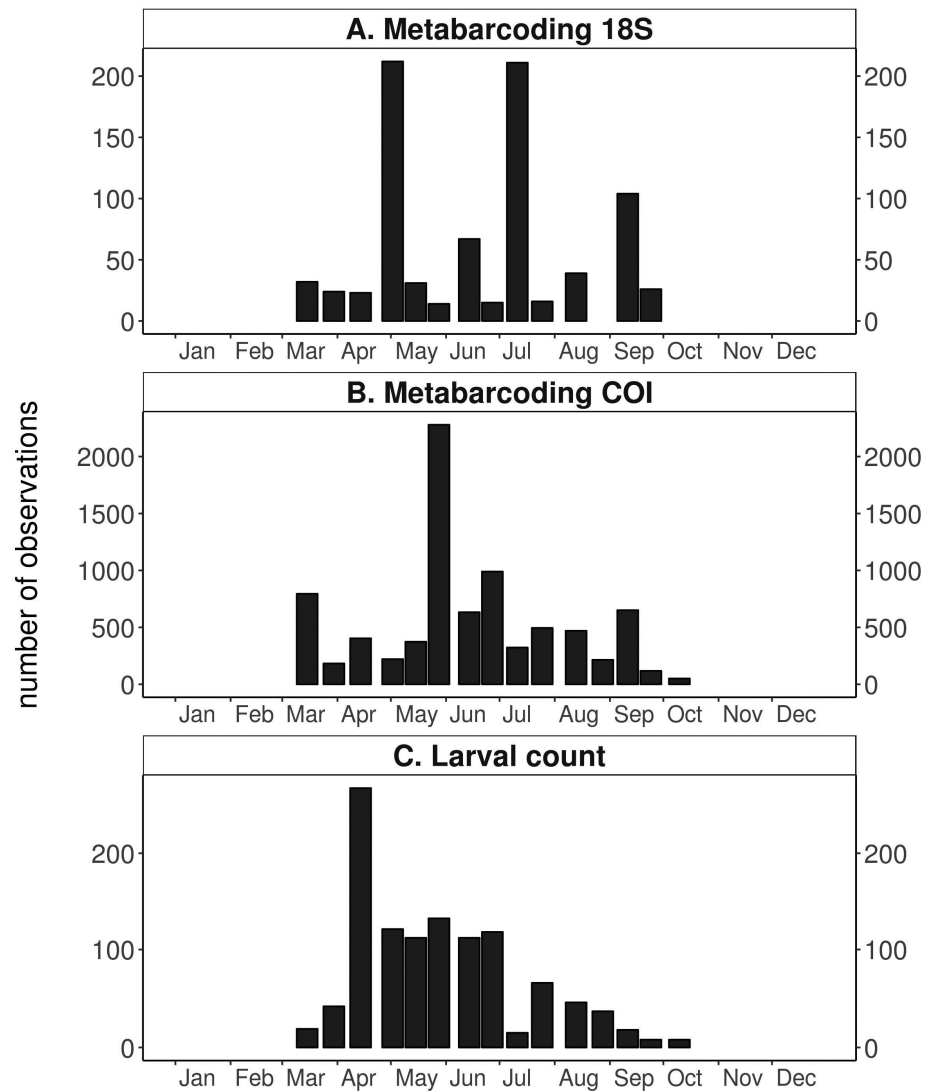 A. Metabarcoding 18S
200 200
150 150
100 100
50 50
0 0
Jan Feb Mar Apr May Jun Jul Aug Sep Oct Nov Dec
B. Metabarcoding COI
number of observations
2000 2000
1500 1500
1000 1000
500 500
0 0
Jan Feb Mar Apr May Jun Jul Aug Sep Oct Nov Dec
C. Larval count
200 200
100 100
0 0
Jan Feb Mar Apr May Jun Jul Aug Sep Oct Nov Dec